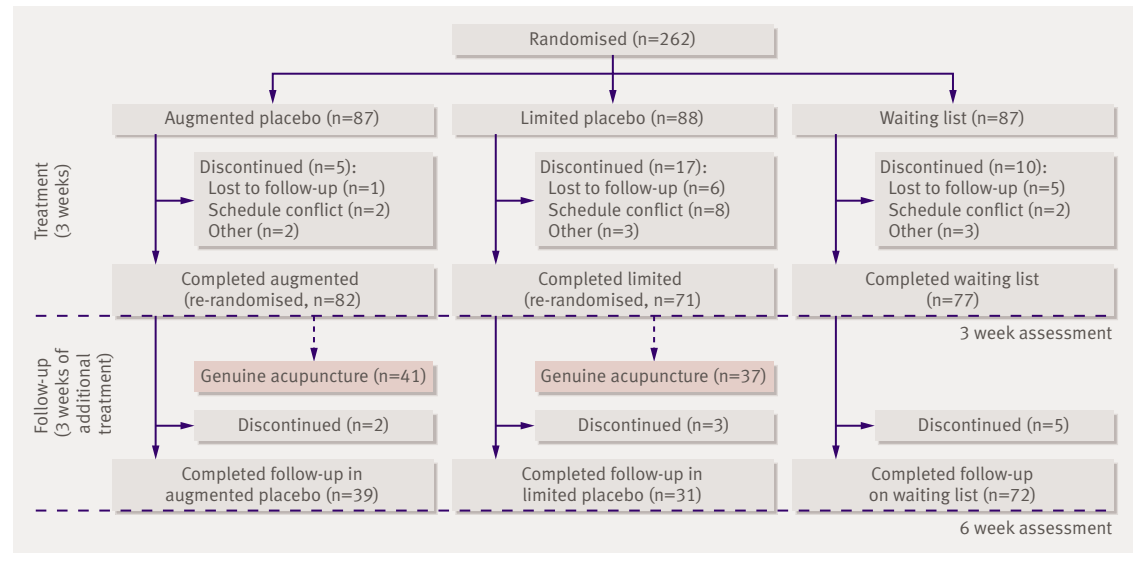 Randomised (n=262)
Augmented placebo (n=87)
Limited placebo (n=88)
Waiting list (n=87)
Treatment
(3 weeks)
Discontinued (n=5):
Lost to follow-up (n=1)
Schedule conflict (n=2)
Other (n=2)
Discontinued (n=17):
Lost to follow-up (n=6)
Schedule conflict (n=8)
Other (n=3)
Discontinued (n=10):
Lost to follow-up (n=5)
Schedule conflict (n=2)
Other (n=3)
Completed augmented
(re-randomised, n=82)
Completed limited
(re-randomised, n=71)
Completed waiting list
(n=77)
3 week assessment
Follow-up
(3 weeks of
additional
treatment)
Genuine acupuncture (n=41)
Genuine acupuncture (n=37)
Discontinued (n=2)
Discontinued (n=3)
Discontinued (n=5)
Completed follow-up in
augmented placebo (n=39)
Completed follow-up in
limited placebo (n=31)
Completed follow-up
on waiting list (n=72)
6 week assessment